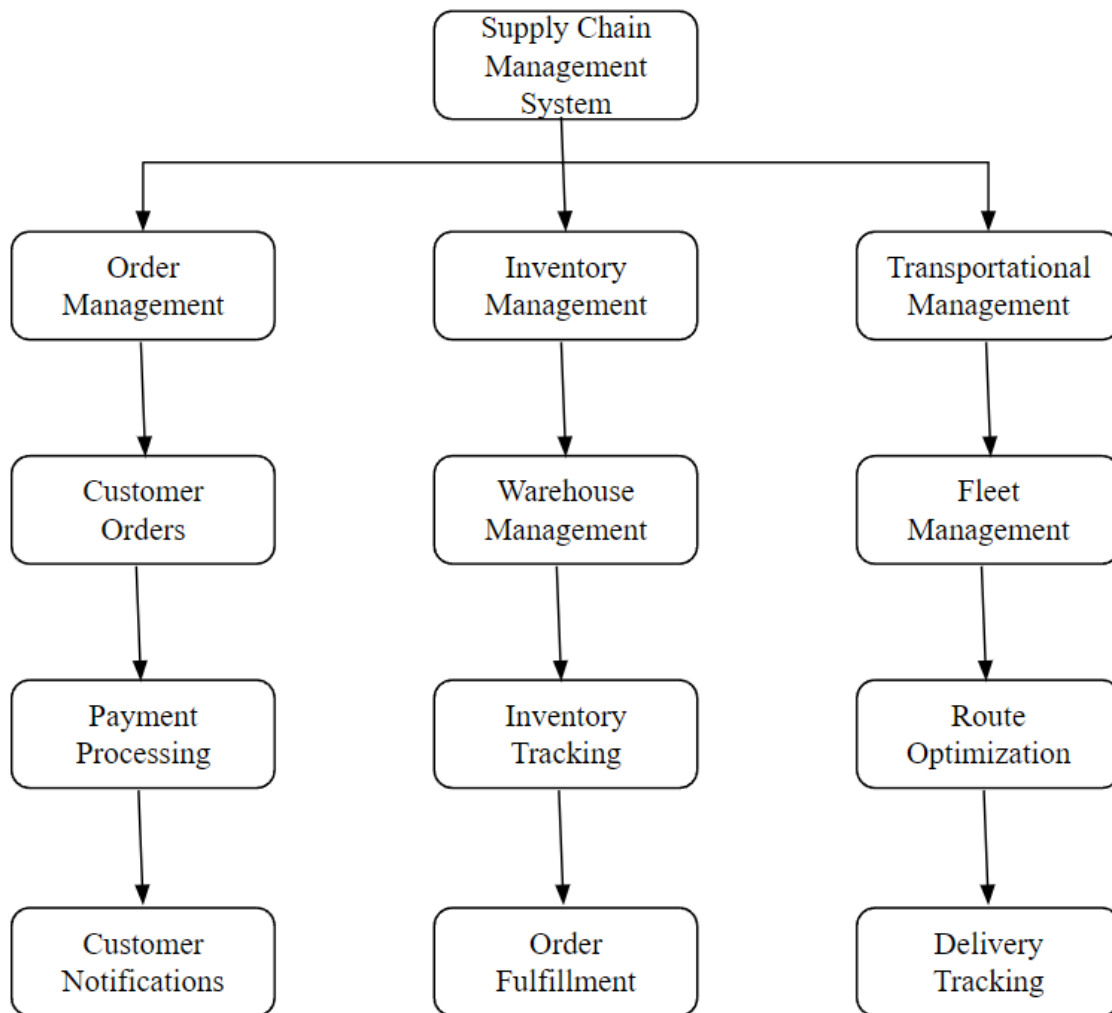 Supply Chain
Management
System
Order
Management
Inventory
Management
Transportational
Management
Customer
Orders
Warehouse
Management
Fleet
Management
Payment
Processing
Inventory
Tracking
Route
Optimization
Customer
Notifications
Order
Fulfillment
Delivery
Tracking